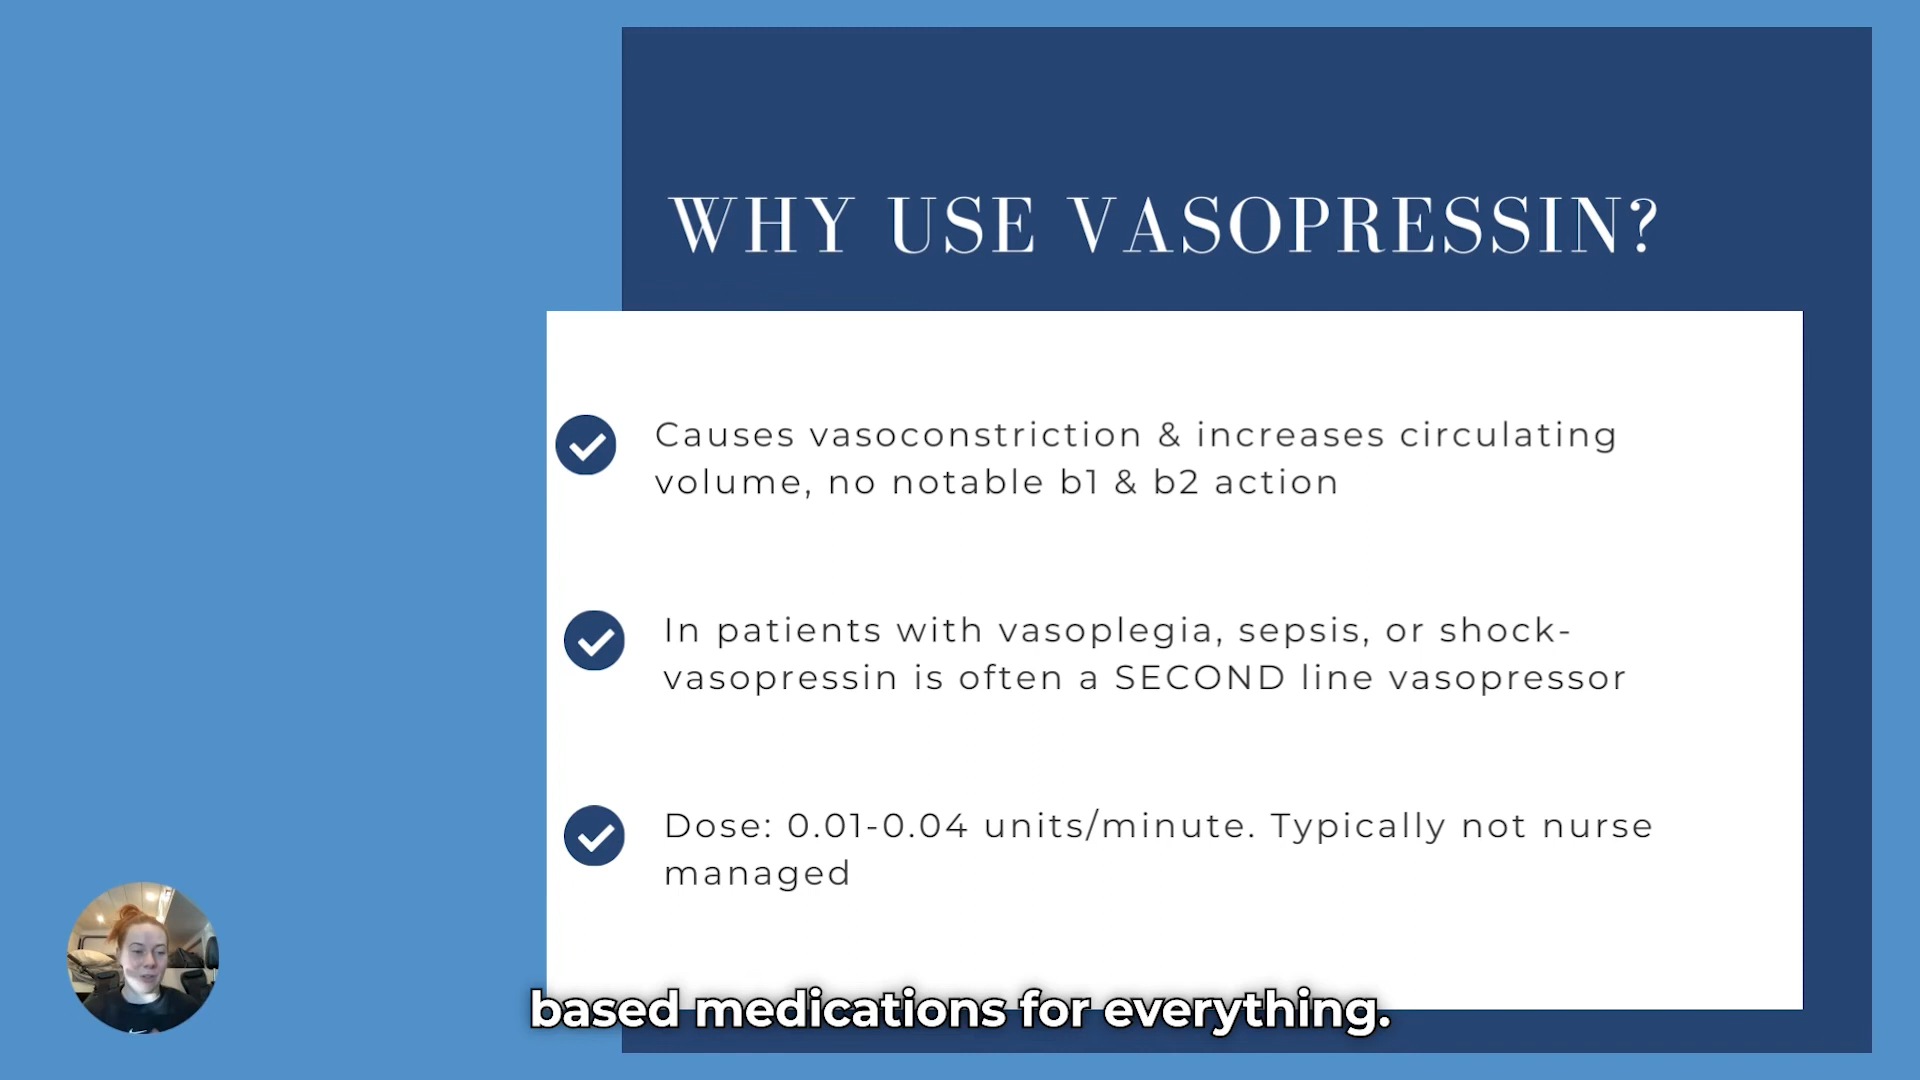 WHY USE VASOPRESSIN?
Causes vasoconstriction & increases circulating
volume, no notable b1 & b2 action
In patients with vasoplegia, sepsis, or shock-
vasopressin is often a SECOND line vasopressor
Dose: 0.01-0.04 units/minute. Typically not nurse
managed
based medications for everything.